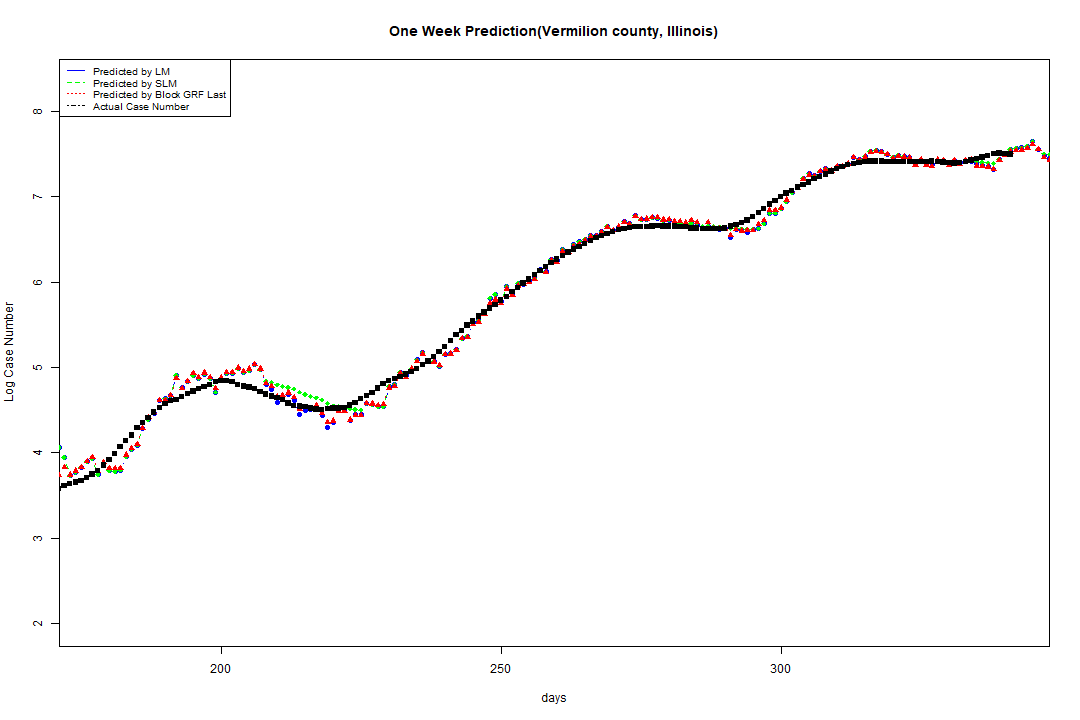 One Week Prediction(Vermilion county, Illinois)
Predicted by LM
Predicted by SLM
Predicted by Block GRF Last
Actual Case Number
8
7
6
5
4
3
2
Log Case Number
200 250 300
days